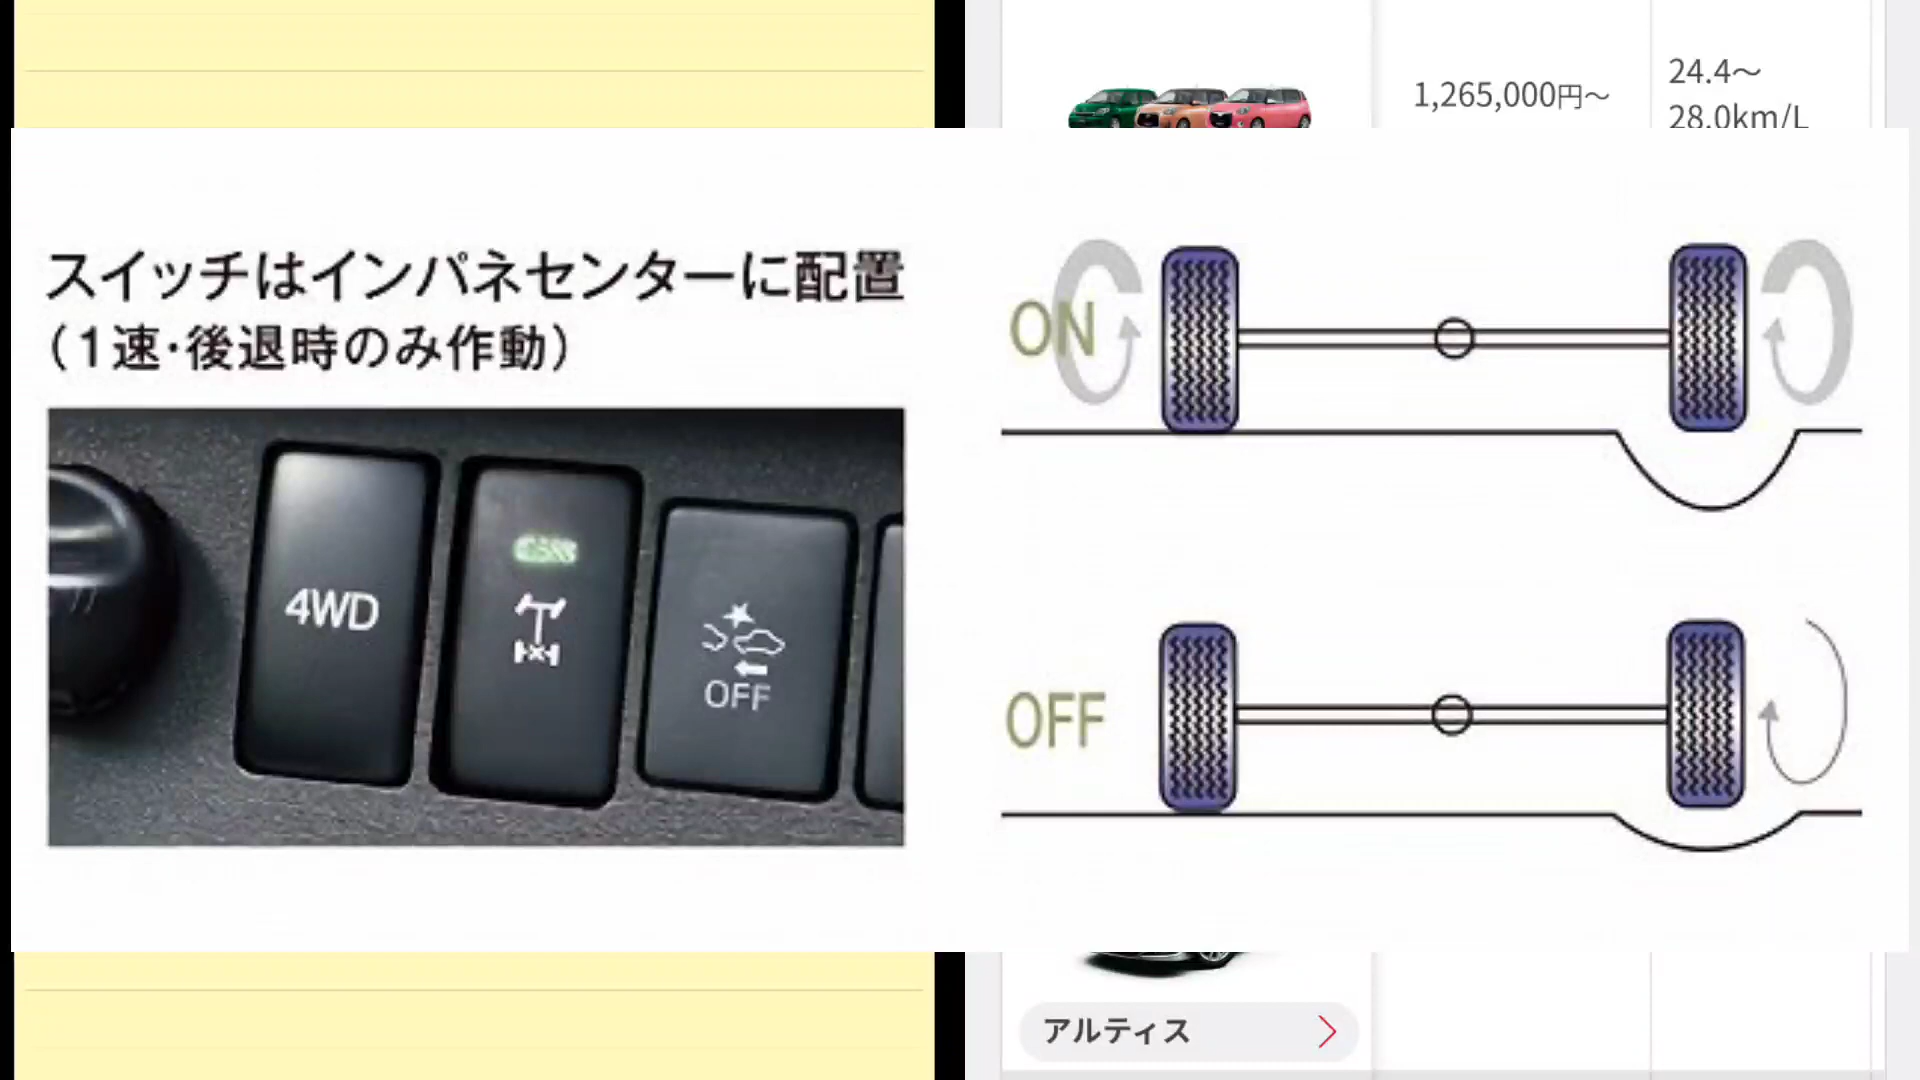 1,265,000円～
24.4～
28.0km/L
スイッチはインパネセンターに配置
（1速･後退時のみ作動）
ON
4WD
OFF
OFF
アルティス